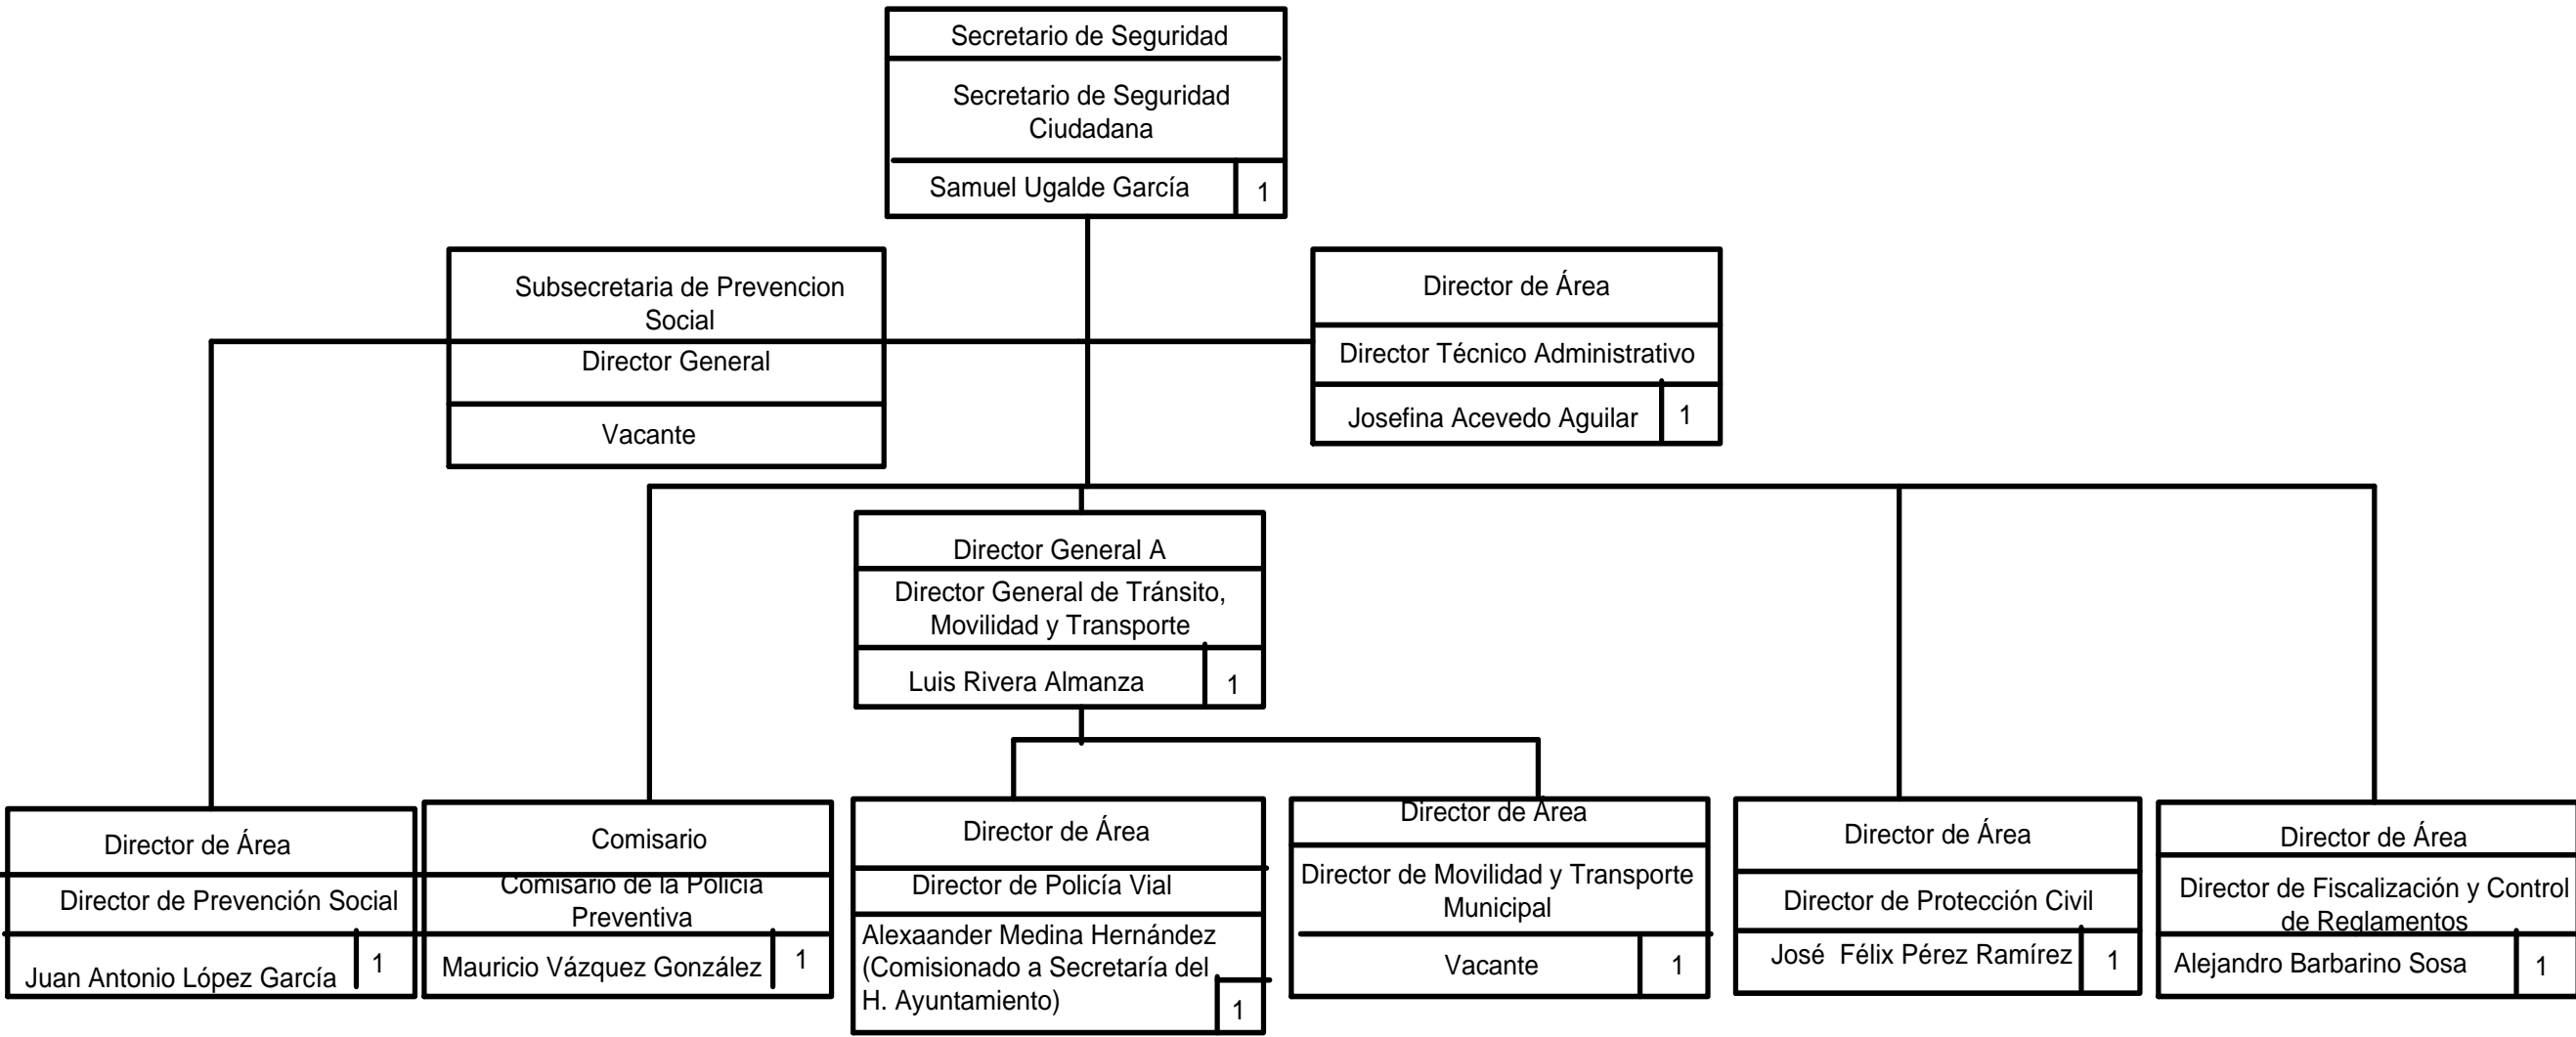 Secretario de Seguridad
Secretario de Seguridad
Ciudadana
Samuel Ugalde García
1
Subsecretaria de Prevencion
Social
Director General
Vacante
Director de Área
Director Técnico Administrativo
Josefina Acevedo Aguilar
1
Director General A
Director General de Tránsito,
Movilidad y Transporte
Luis Rivera Almanza
1
Director de Área
Director de Prevención Social
Juan Antonio López García
1
Comisario
Comisario de la Policía
Preventiva
Mauricio Vázquez González
1
Director de Área
Director de Policía Vial
Alexaander Medina Hernández
(Comisionado a Secretaría del
H. Ayuntamiento)
1
Director de Área
Director de Movilidad y Transporte
Municipal
Vacante
1
Director de Área
Director de Protección Civil
José  Félix Pérez Ramírez
1
Director de Área
Director de Fiscalización y Control
de Reglamentos
Alejandro Barbarino Sosa
1